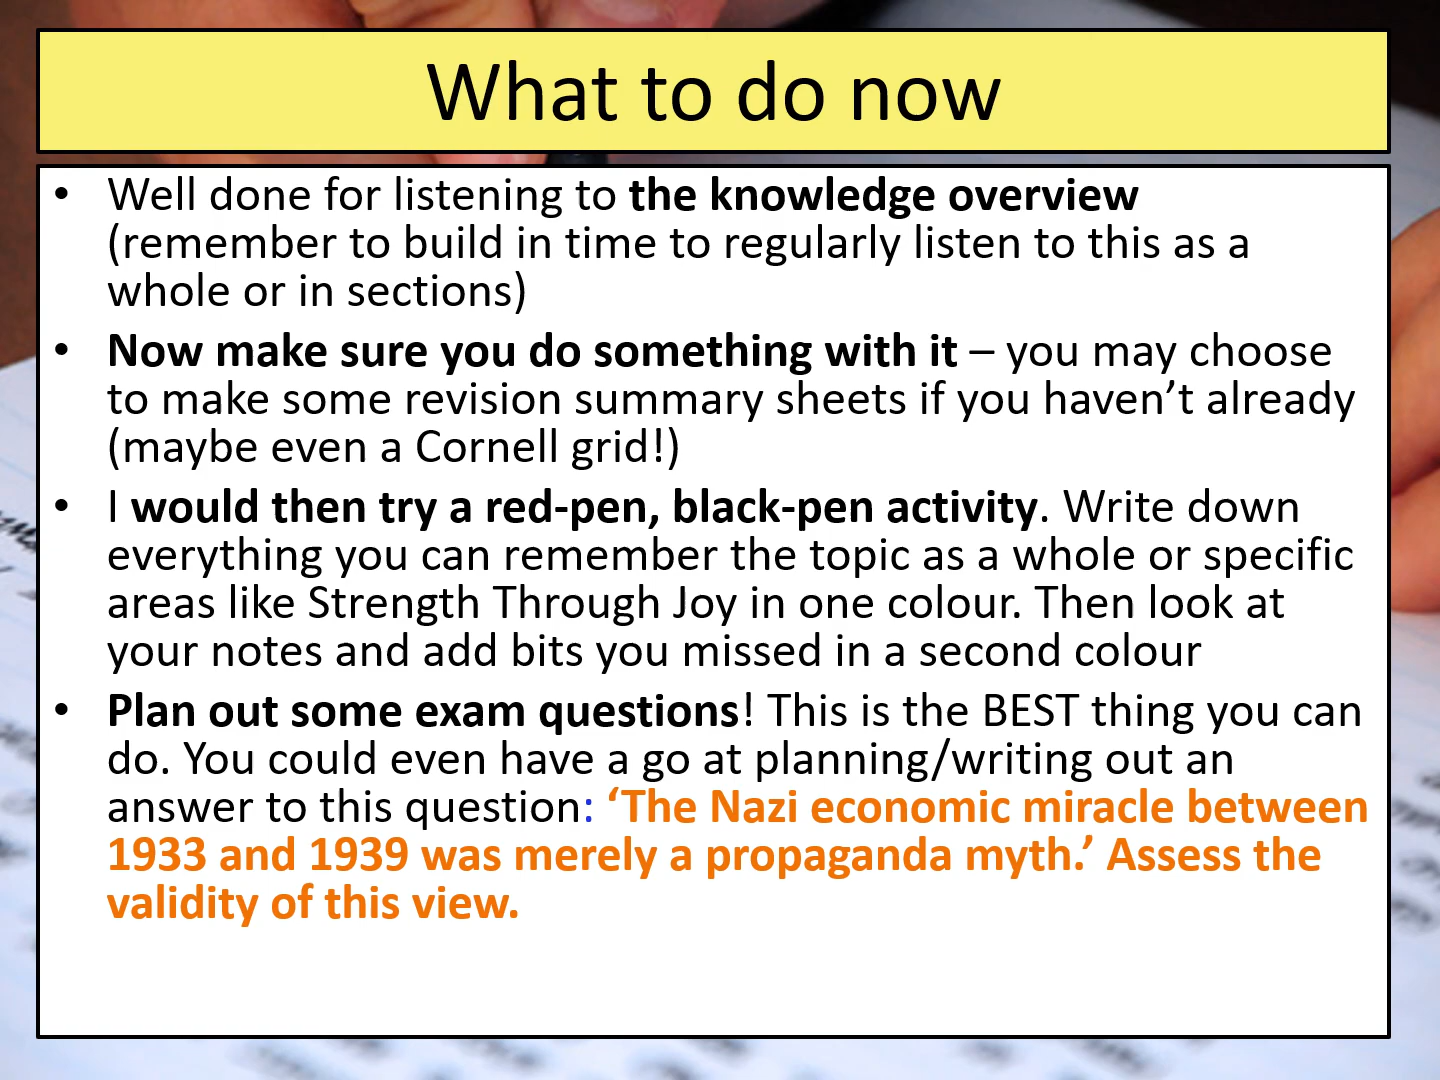 What to do now
• Well done for listening to the knowledge overview
(remember to build in time to regularly listen to this as a
whole or in sections)
• Now make sure you do something with it – you may choose
to make some revision summary sheets if you haven’t already
(maybe even a Cornell grid!)
• I would then try a red-pen, black-pen activity. Write down
everything you can remember the topic as a whole or specific
areas like Strength Through Joy in one colour. Then look at
your notes and add bits you missed in a second colour
• Plan out some exam questions! This is the BEST thing you can
do. You could even have a go at planning/writing out an
answer to this question: ‘The Nazi economic miracle between
1933 and 1939 was merely a propaganda myth.’ Assess the
validity of this view.